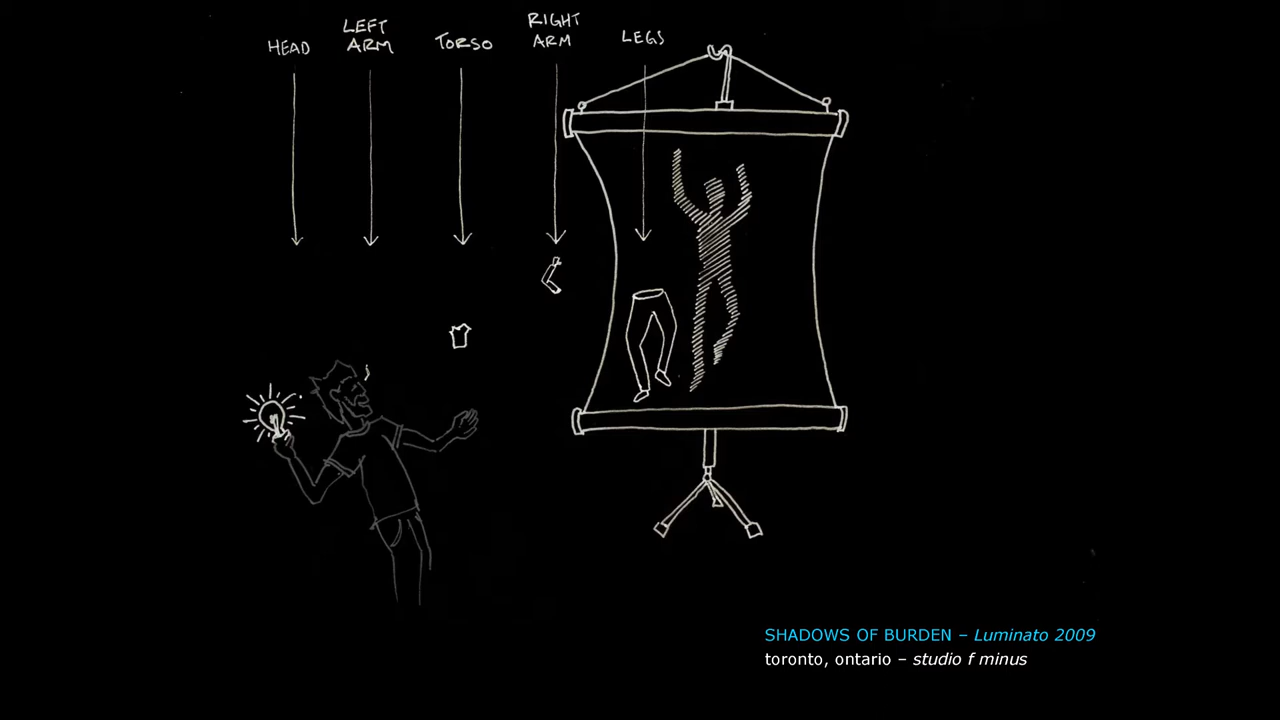 HEAD
LEFT
ARM
TORSO
RIGHT
ARM
LEGS
SHADOWS OF BURDEN – Luminato 2009
toronto, ontario – studio f minus